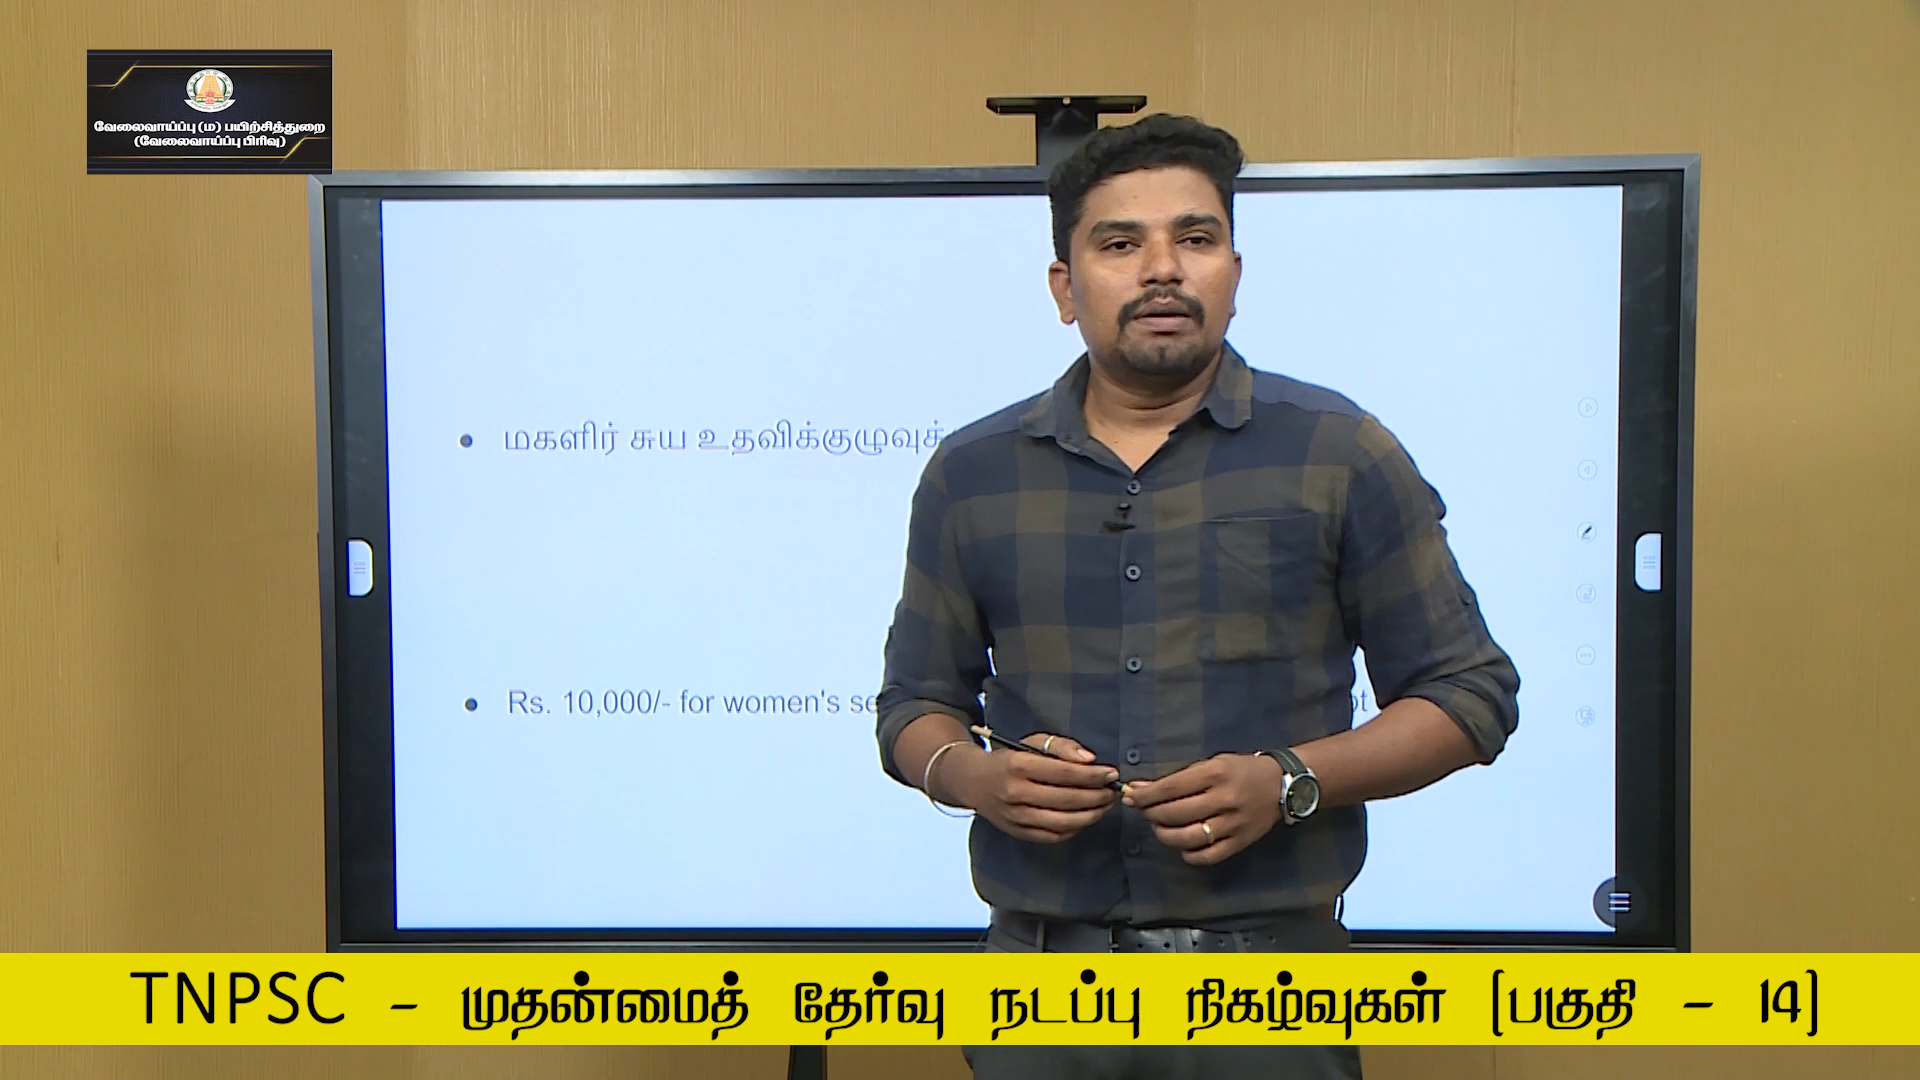 வேலைவாய்ப்பு (ம) பயிற்சித்துறை
(வேலைவாய்ப்பு பிரிவு)
• மகளிர் சுய உதவிக்குழுவுக்
• Rs. 10,000/- for women's se
TNPSC - முதன்மைத் தேர்வு நடப்பு நிகழ்வுகள் (பகுதி - 14)